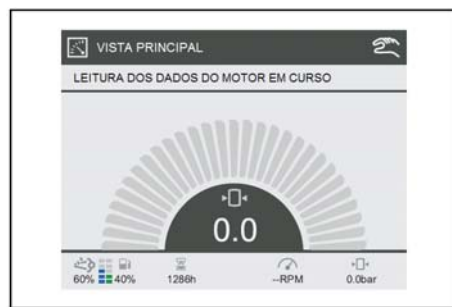 VISTA PRINCIPAL
LEITURA DOS DADOS DO MOTOR EM CURSO
0.0
60% 40% 1286h --RPM 0.0bar